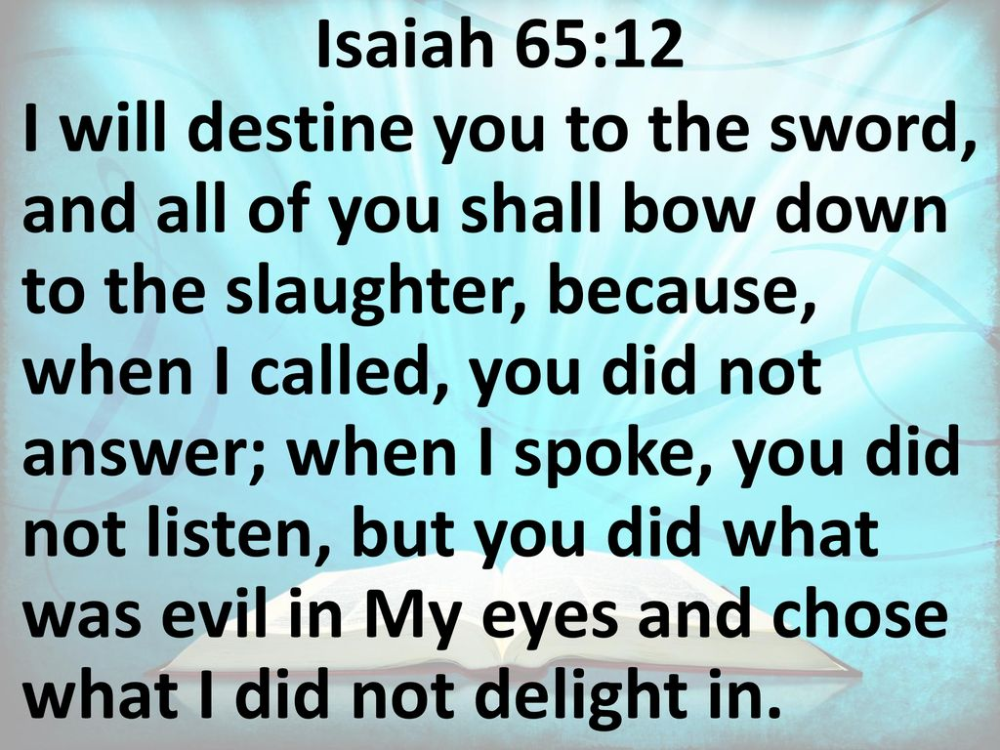 Isaiah 65:12
I will destine you to the sword,
and all of you shall bow down
to the slaughter, because,
when I called, you did not
answer; when I spoke, you did
not listen, but you did what
was evil in My eyes and chose
what I did not delight in.